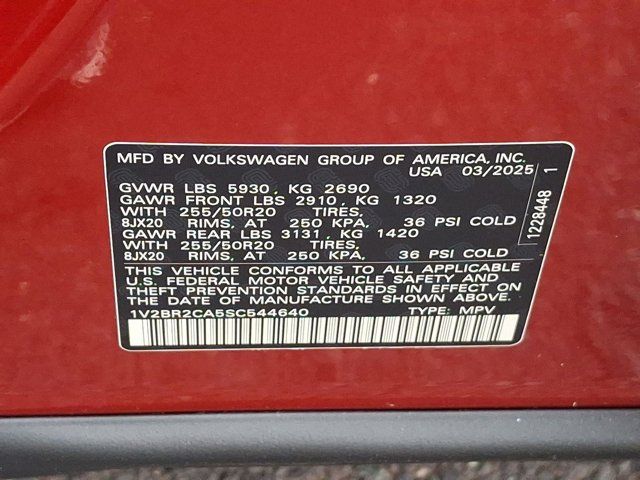 MFD BY VOLKSWAGEN GROUP OF AMERICA, INC.
USA 03/2025
GVWR LBS 5930, KG 2690
GAWR FRONT LBS 2910, KG 1320
WITH 255/50R20 TIRES,
8JX20 RIMS, AT 250 KPA, 36 PSI COLD
GAWR REAR LBS 3131, KG 1420
WITH 255/50R20 TIRES,
8JX20 RIMS, AT 250 KPA, 36 PSI COLD
THIS VEHICLE CONFORMS TO ALL APPLICABLE
U.S. FEDERAL MOTOR VEHICLE SAFETY AND
THEFT PREVENTION STANDARDS IN EFFECT ON
THE DATE OF MANUFACTURE SHOWN ABOVE.
1V2BR2CA5SC544640 TYPE: MPV
1228448 1